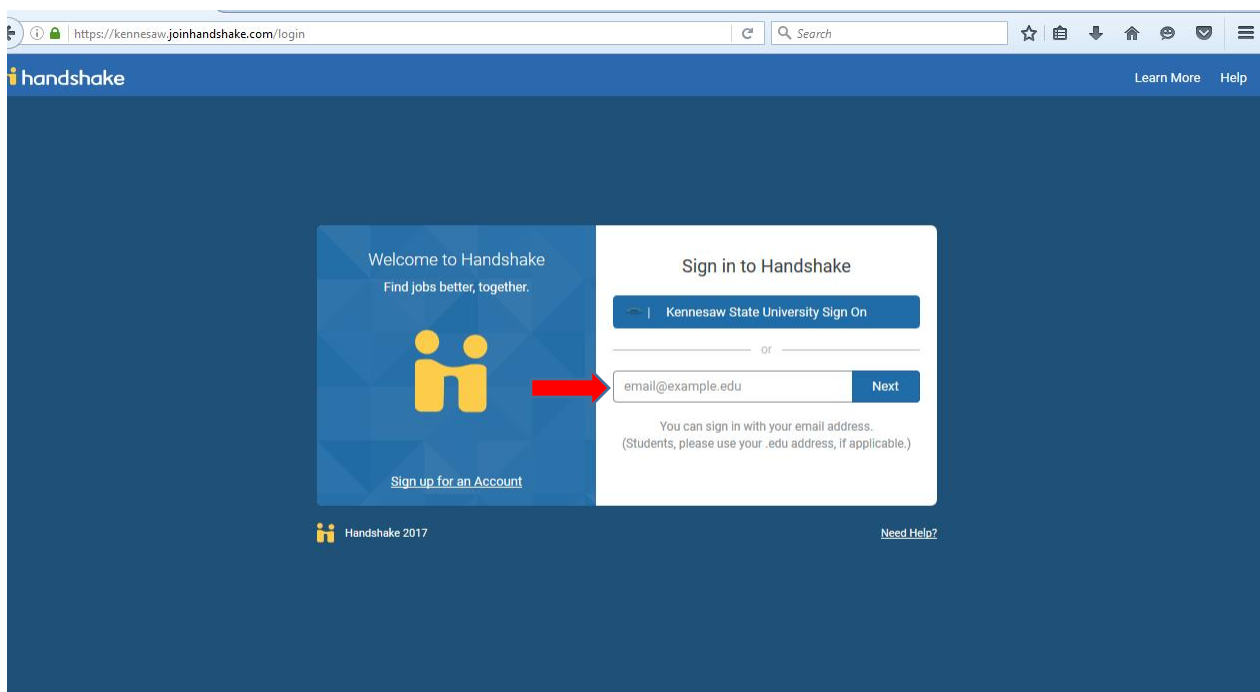 https://kennesaw.joinhandshake.com/login
Search
handshake
Learn More Help
Welcome to Handshake
Find jobs better, together.
Sign up for an Account
Sign in to Handshake
| Kennesaw State University Sign On
or
email@example.edu Next
You can sign in with your email address.
(Students, please use your .edu address, if applicable.)
Handshake 2017
Need Help?